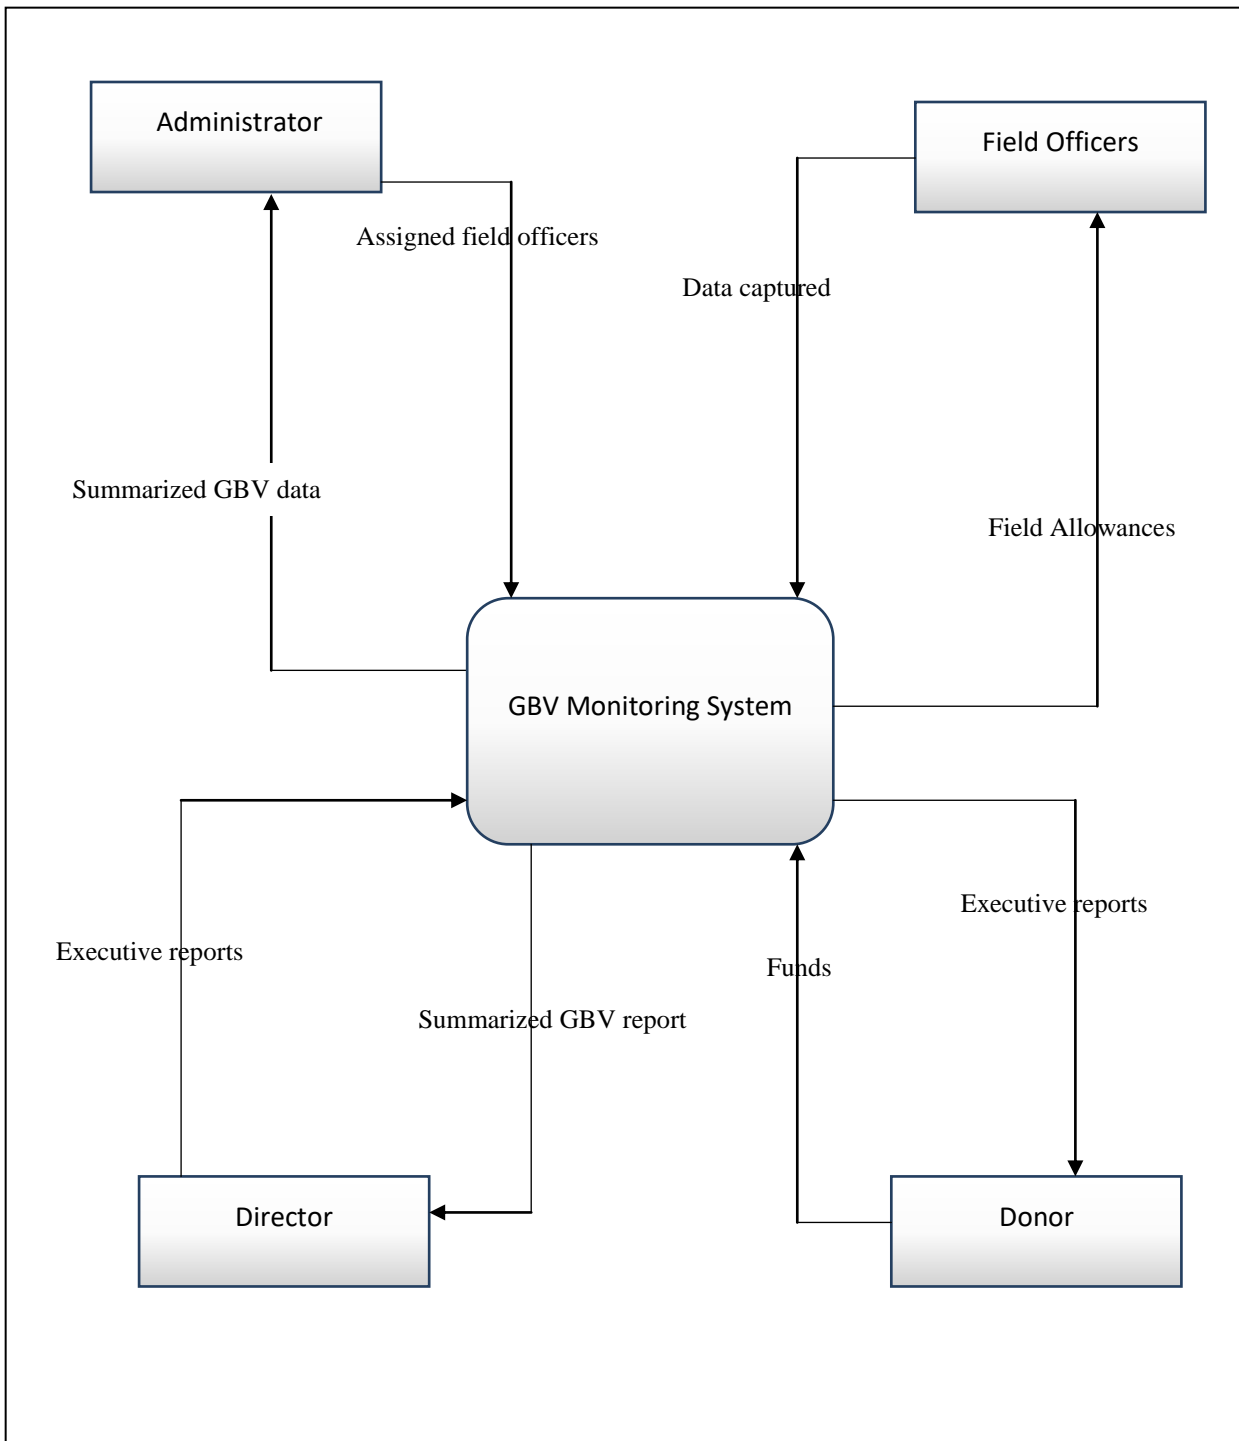 Administrator
Field Officers
Assigned field officers
Data captured
Summarized GBV data
Field Allowances
GBV Monitoring System
Executive reports
Executive reports
Funds
Summarized GBV report
Director
Donor